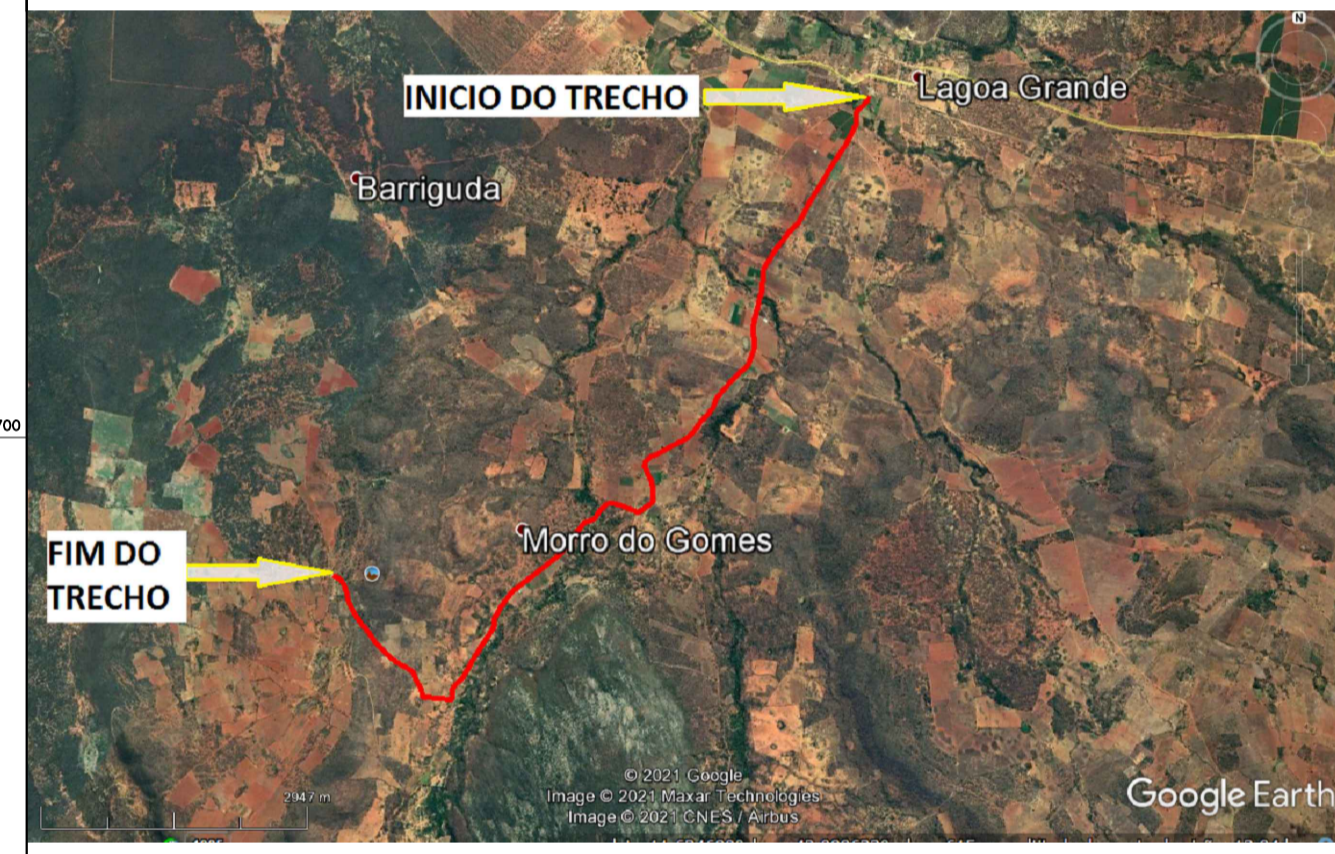 N
INICIO DO TRECHO
Lagoa Grande
Barriguda
700
Morro do Gomes
FIM DO
TRECHO
© 2021 Google
Image © 2021 Maxar Technologies
Image © 2021 CNES / Airbus
2947 m
Google Earth